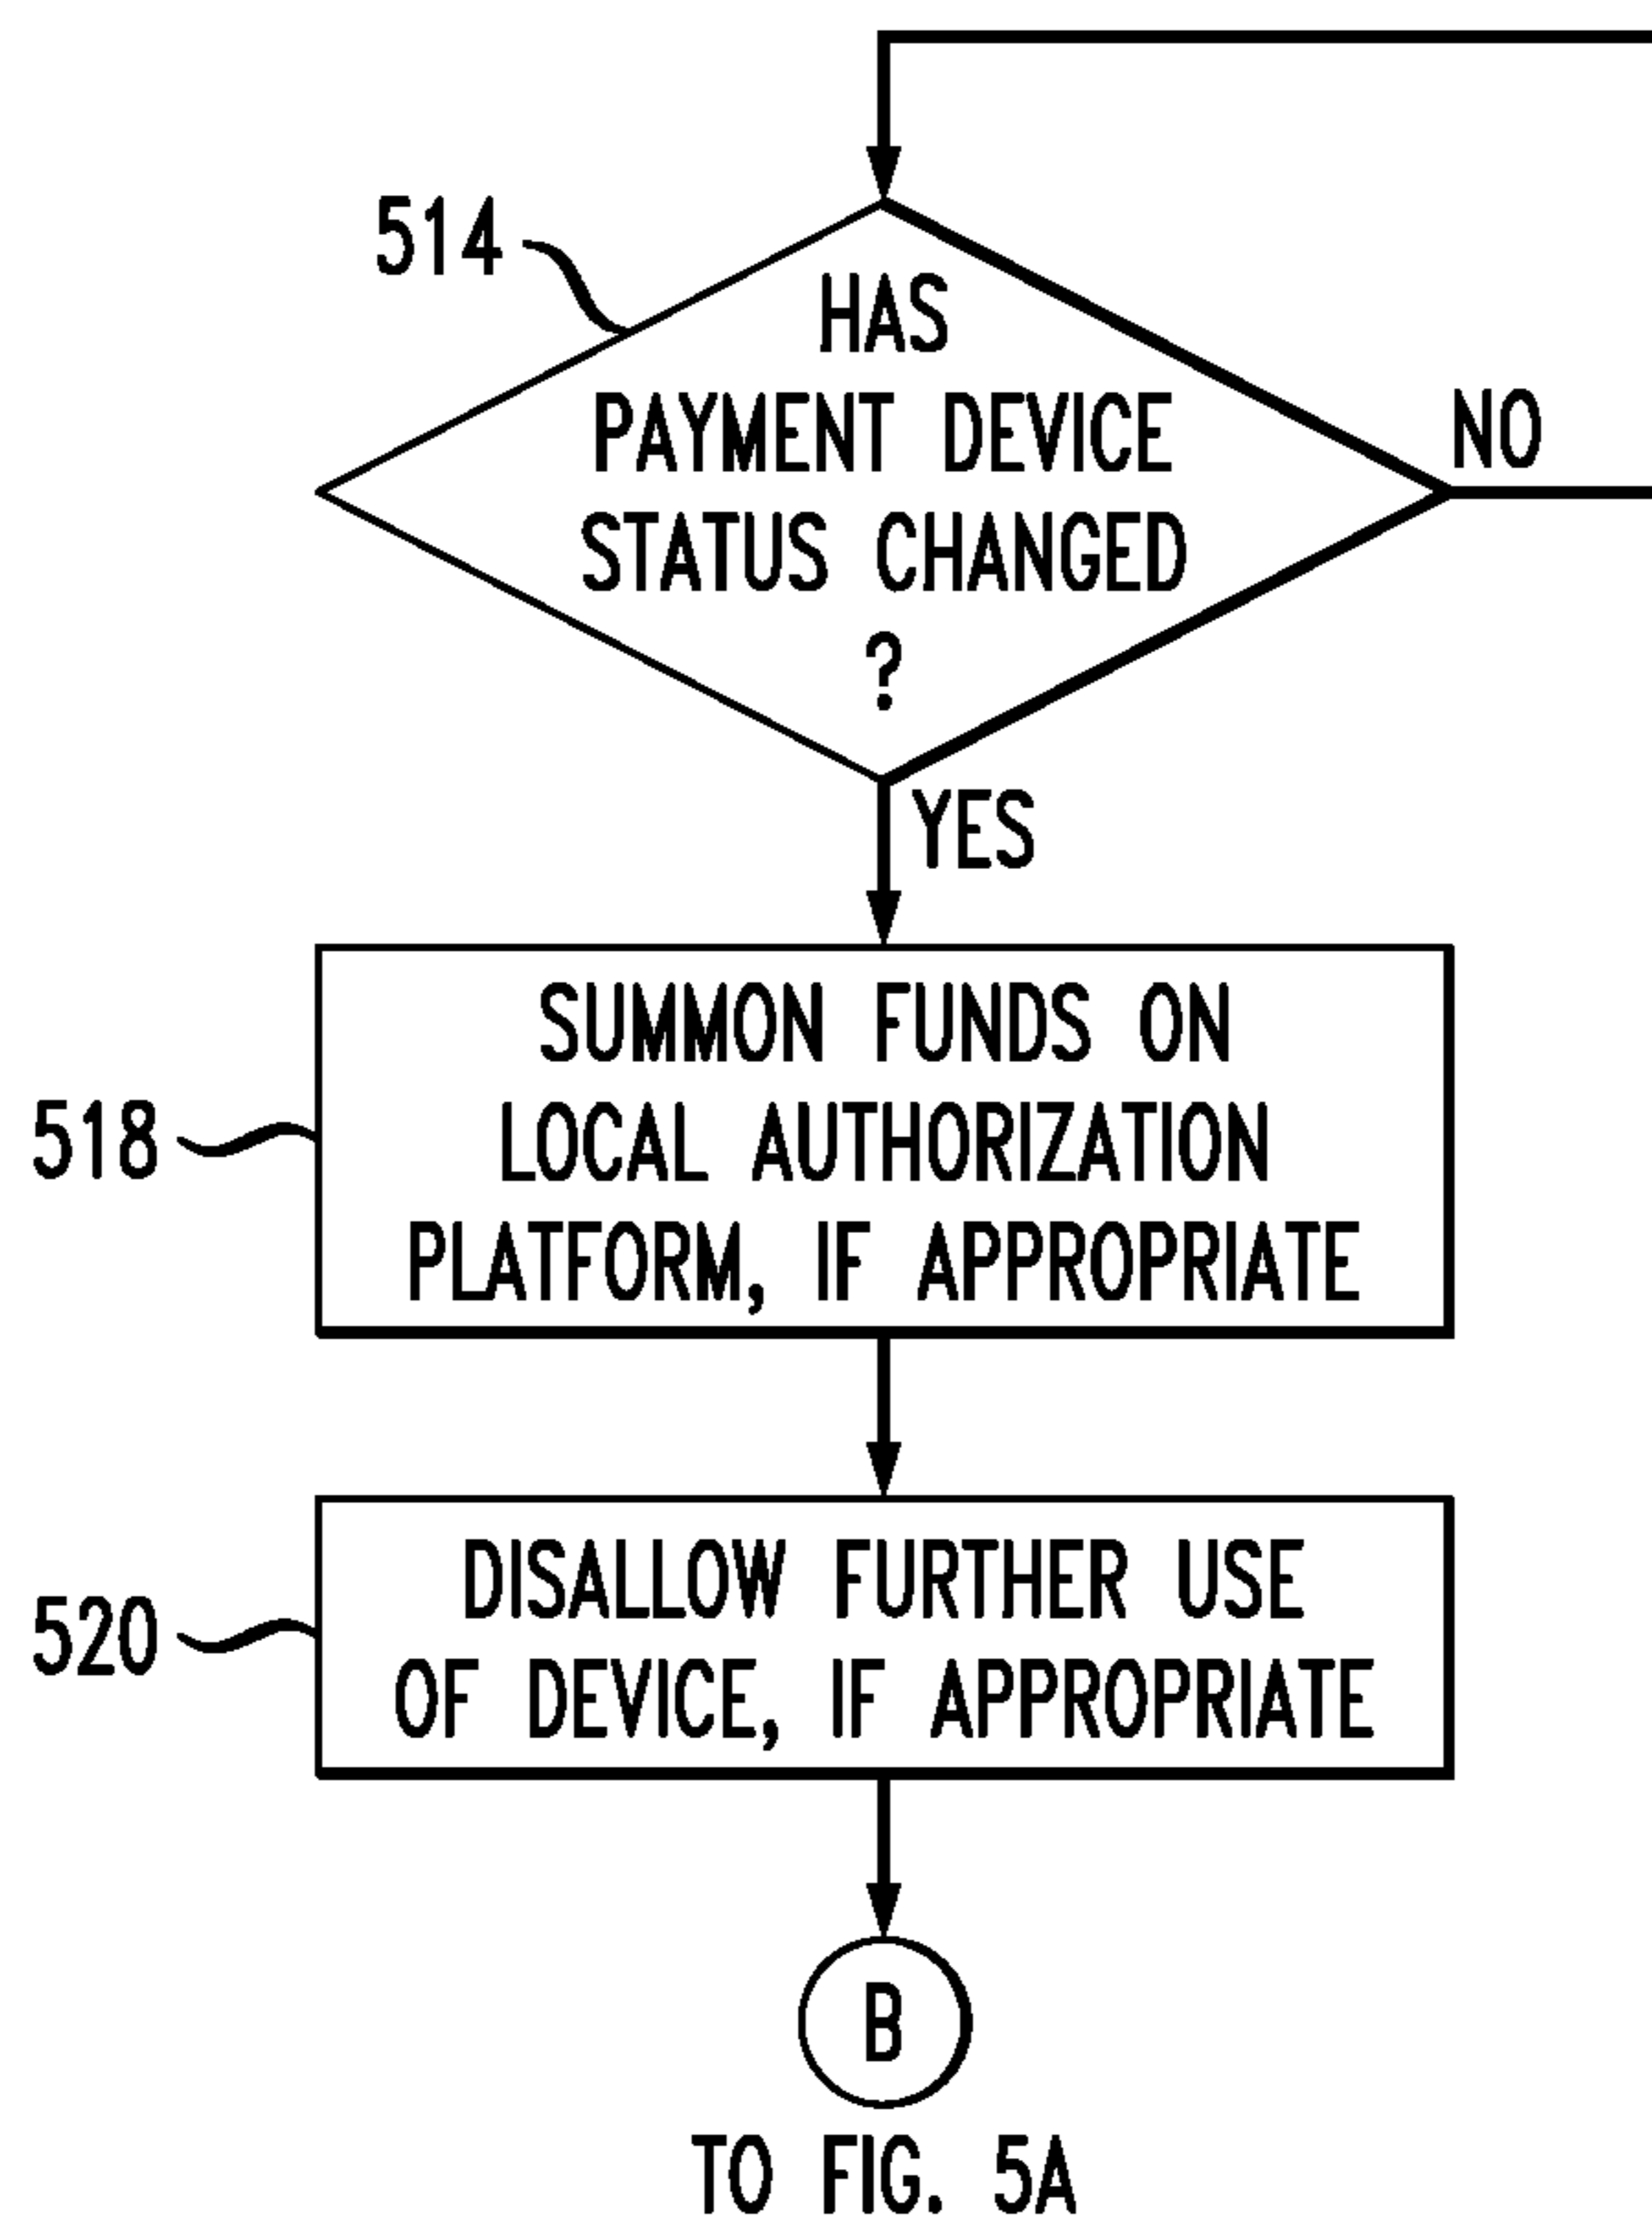 514
HAS
PAYMENT DEVICE
STATUS CHANGED
?
NO
YES
518
SUMMON FUNDS ON
LOCAL AUTHORIZATION
PLATFORM, IF APPROPRIATE
520
DISALLOW FURTHER USE
OF DEVICE, IF APPROPRIATE
B
TO FIG. 5A